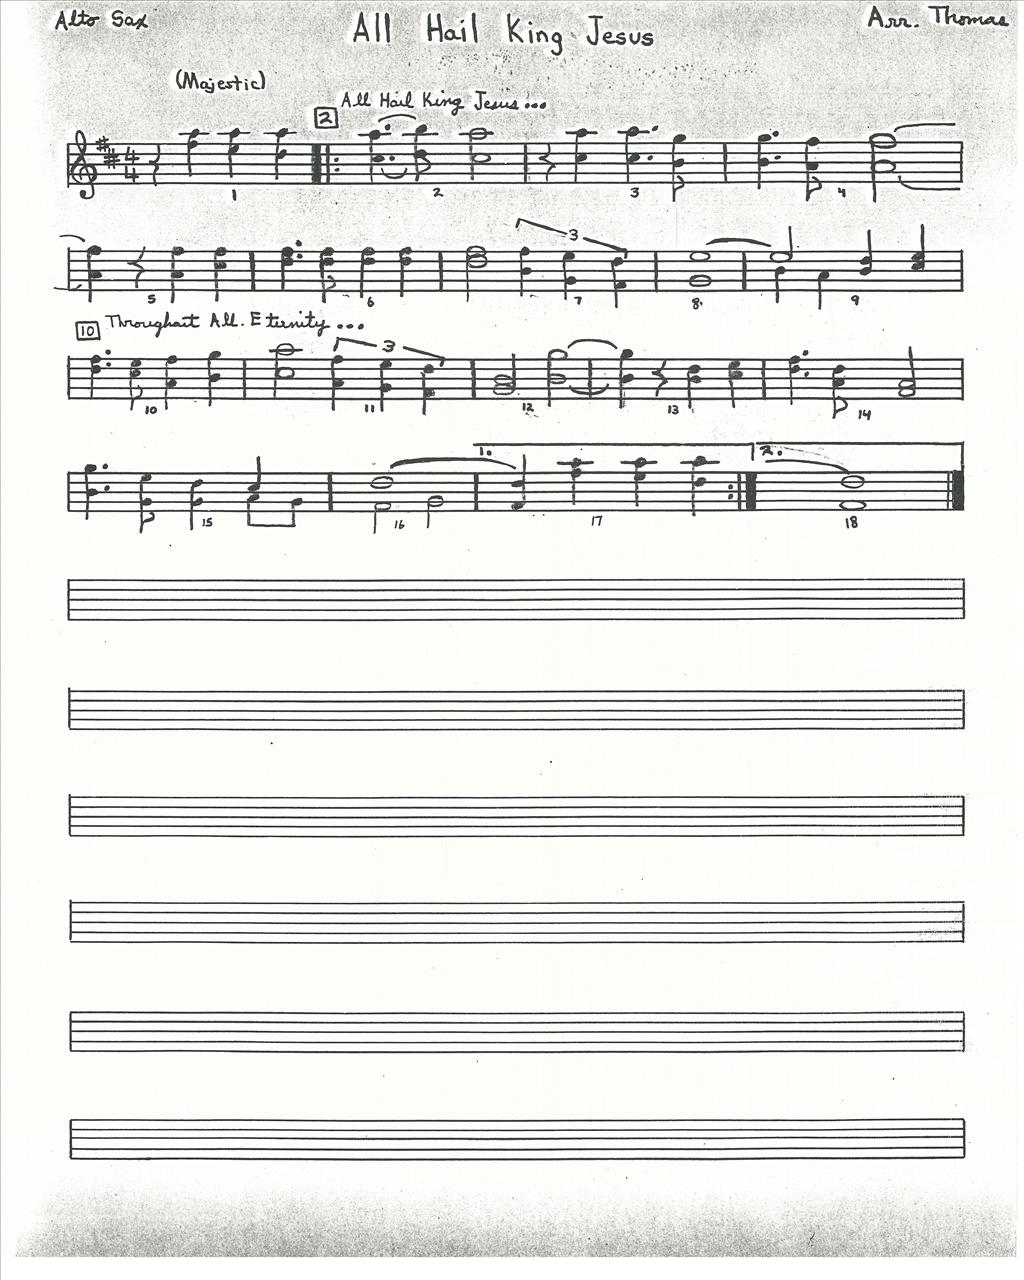 Alto Sax
All Hail King Jesus
Arr. Thomas
(Majestic)
2 All Hail King Jesus...
4
4
1 2 3 4
3
5 6 7 8 9
10 Throughout All Eternity...
3
10 11 12 13 14
1. 2.
15 16 17 18